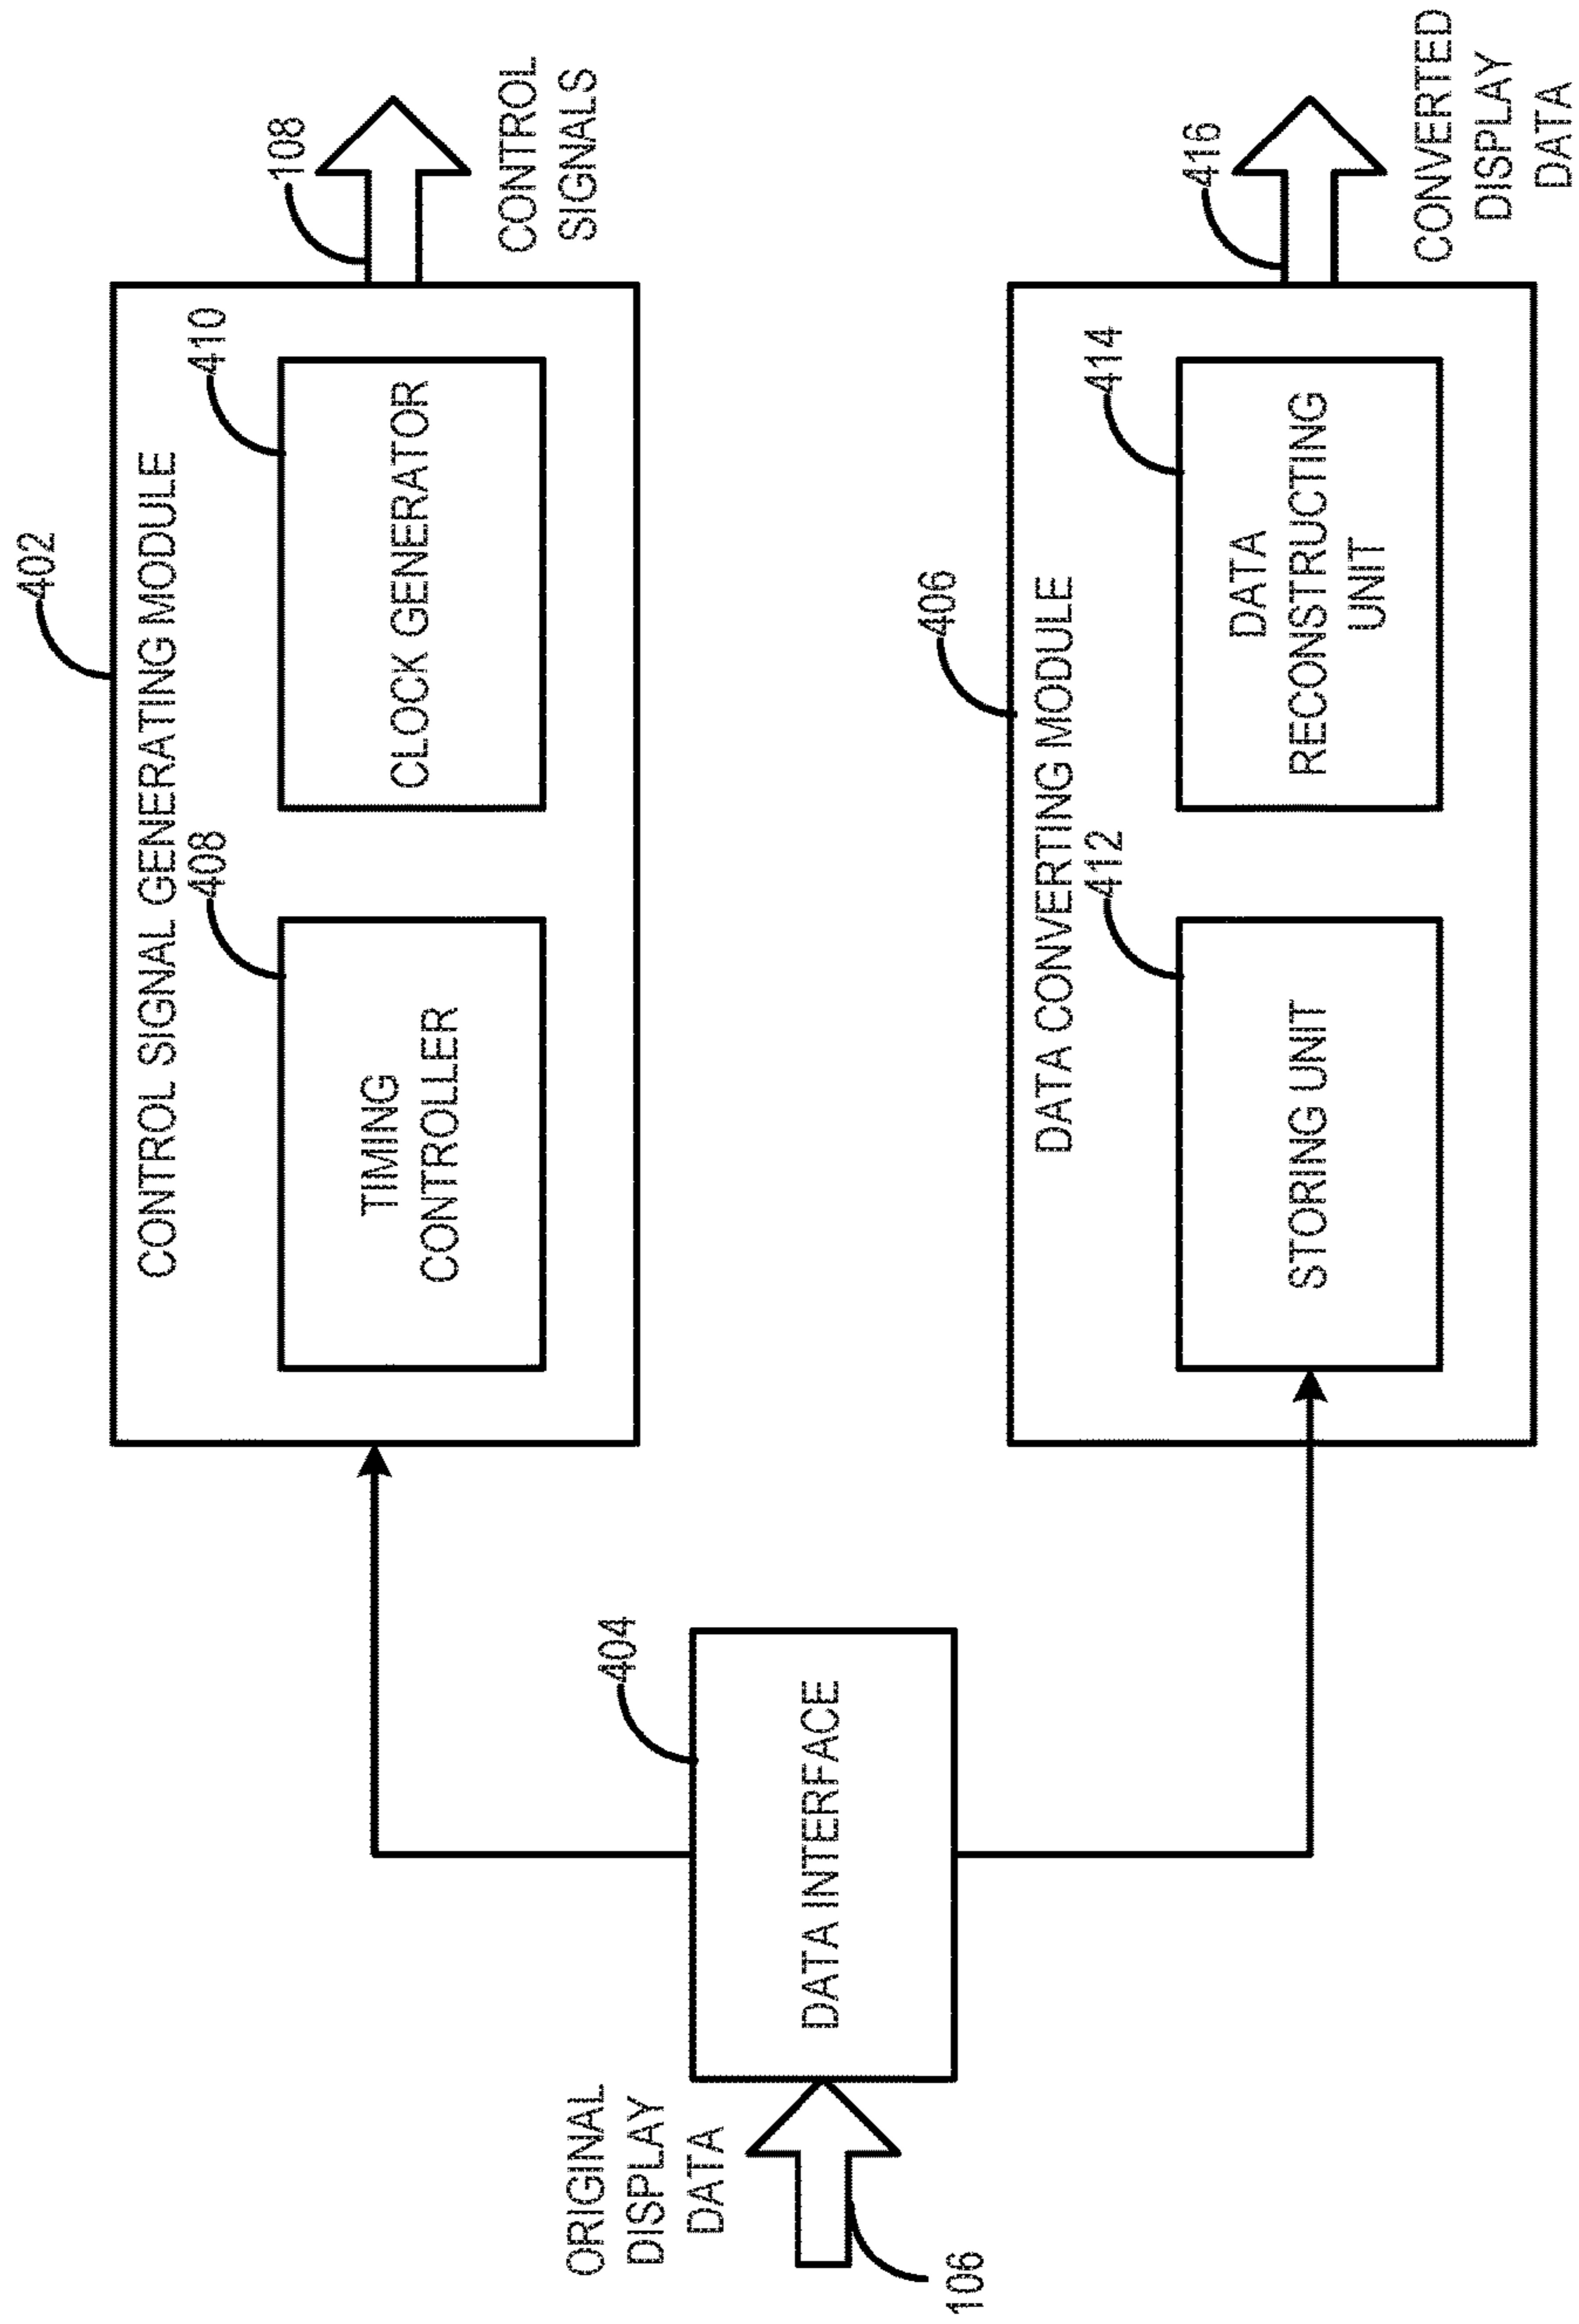 402
CONTROL SIGNAL GENERATING MODULE
408
TIMING
CONTROLLER
410
CLOCK GENERATOR
108
CONTROL
SIGNALS
ORIGINAL
DISPLAY
DATA
106
404
DATA INTERFACE
406
DATA CONVERTING MODULE
412
STORING UNIT
414
DATA
RECONSTRUCTING
UNIT
416
CONVERTED
DISPLAY
DATA